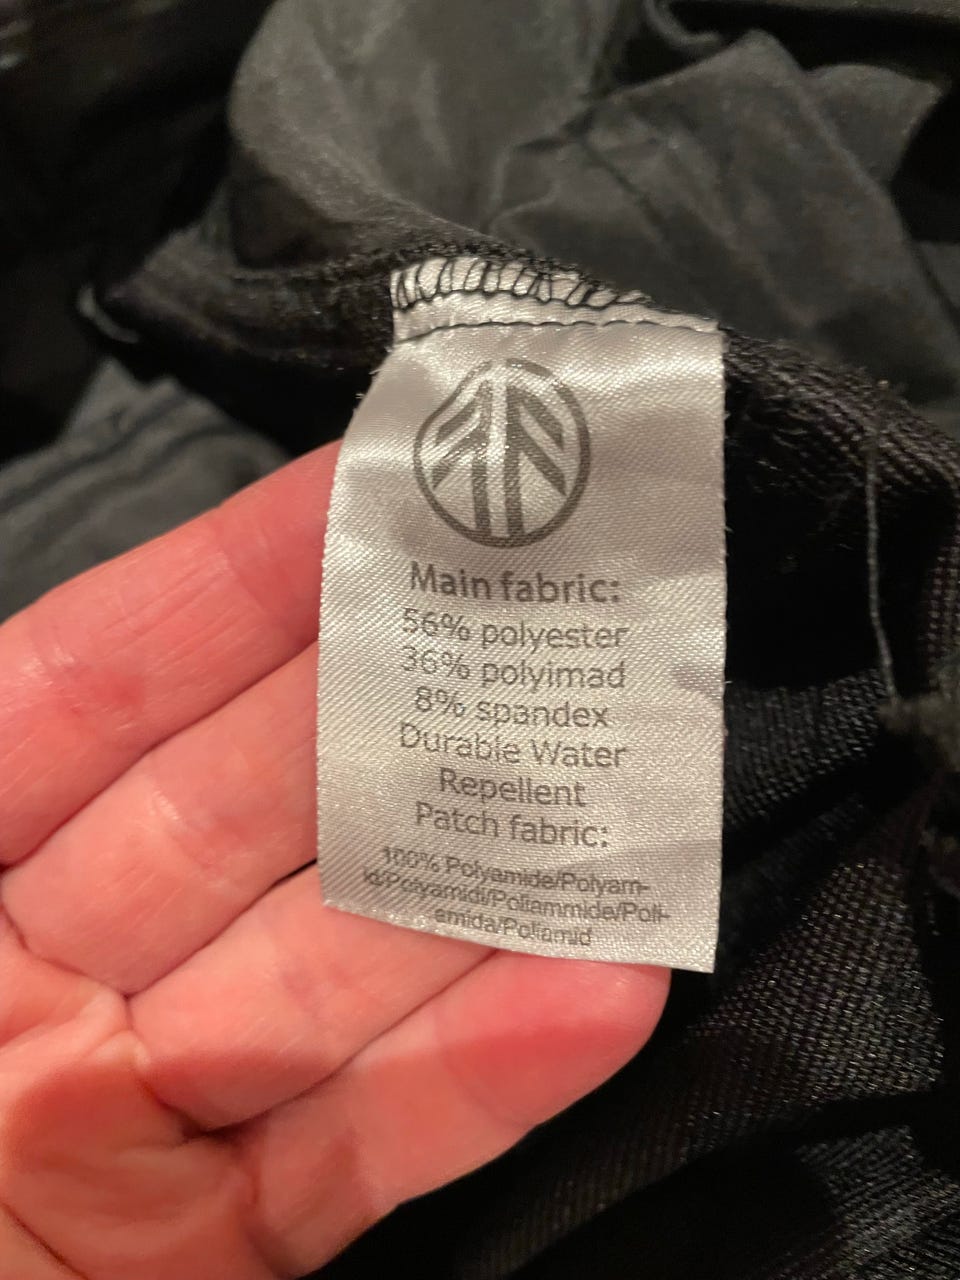 Main fabric:
56% polyester
36% polyimad
8% spandex
Durable Water
Repellent
Patch fabric:
100% Polyamide/Polyam-
id/Polyamidi/Poliammide/Poli-
amida/Poliamid